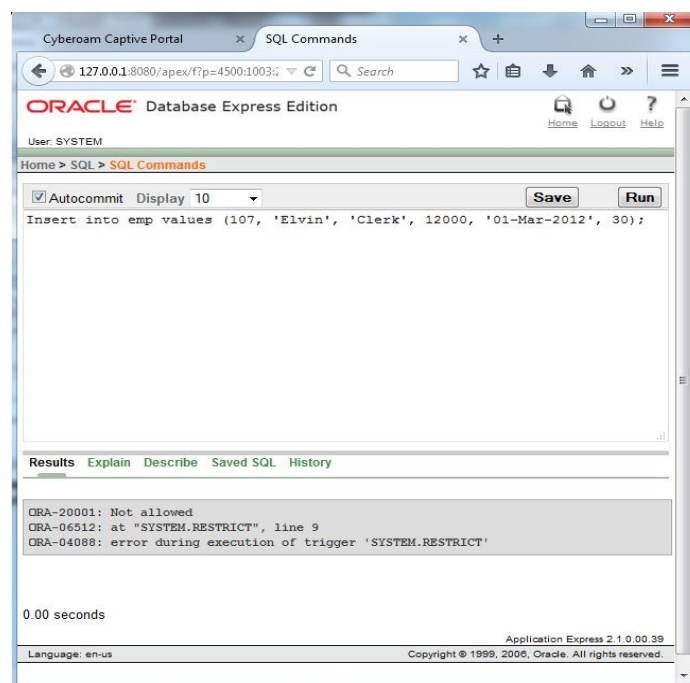 Cyberoam Captive Portal × SQL Commands × +
127.0.0.1:8080/apex/f?p=4500:1003:2 Search
ORACLE® Database Express Edition
Home Logout Help
User: SYSTEM
Home > SQL > SQL Commands
Autocommit Display 10 Save Run
Insert into emp values (107, 'Elvin', 'Clerk', 12000, '01-Mar-2012', 30);
Results Explain Describe Saved SQL History
ORA-20001: Not allowed
ORA-06512: at "SYSTEM.RESTRICT", line 9
ORA-04088: error during execution of trigger 'SYSTEM.RESTRICT'
0.00 seconds
Application Express 2.1.0.00.39
Language: en-us Copyright © 1999, 2006, Oracle. All rights reserved.